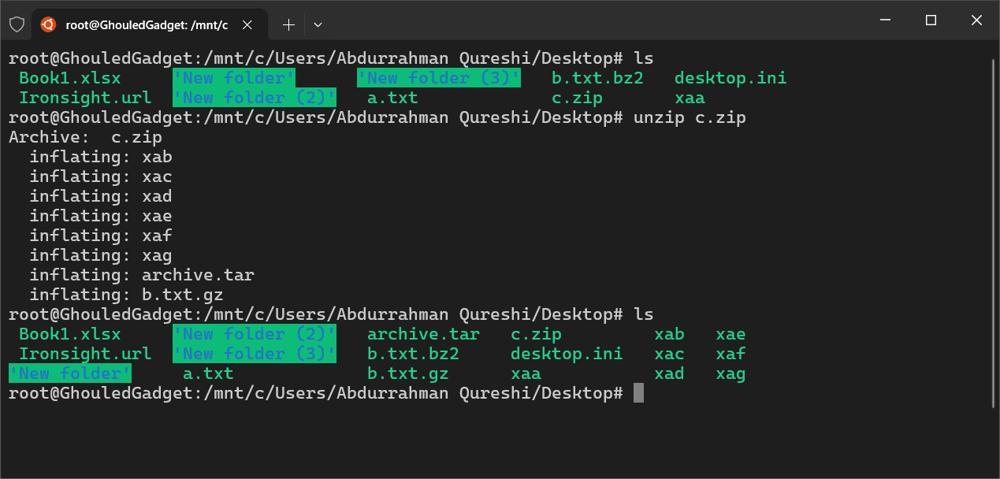 root@GhouledGadget: /mnt/c
root@GhouledGadget:/mnt/c/Users/Abdurrahman Qureshi/Desktop# ls
 Book1.xlsx     'New folder'      'New folder (3)'   b.txt.bz2   desktop.ini
 Ironsight.url  'New folder (2)'   a.txt             c.zip       xaa
root@GhouledGadget:/mnt/c/Users/Abdurrahman Qureshi/Desktop# unzip c.zip
Archive:  c.zip
  inflating: xab
  inflating: xac
  inflating: xad
  inflating: xae
  inflating: xaf
  inflating: xag
  inflating: archive.tar
  inflating: b.txt.gz
root@GhouledGadget:/mnt/c/Users/Abdurrahman Qureshi/Desktop# ls
 Book1.xlsx     'New folder (2)'   archive.tar   c.zip         xab   xae
 Ironsight.url  'New folder (3)'   b.txt.bz2     desktop.ini   xac   xaf
'New folder'     a.txt             b.txt.gz      xaa           xad   xag
root@GhouledGadget:/mnt/c/Users/Abdurrahman Qureshi/Desktop#